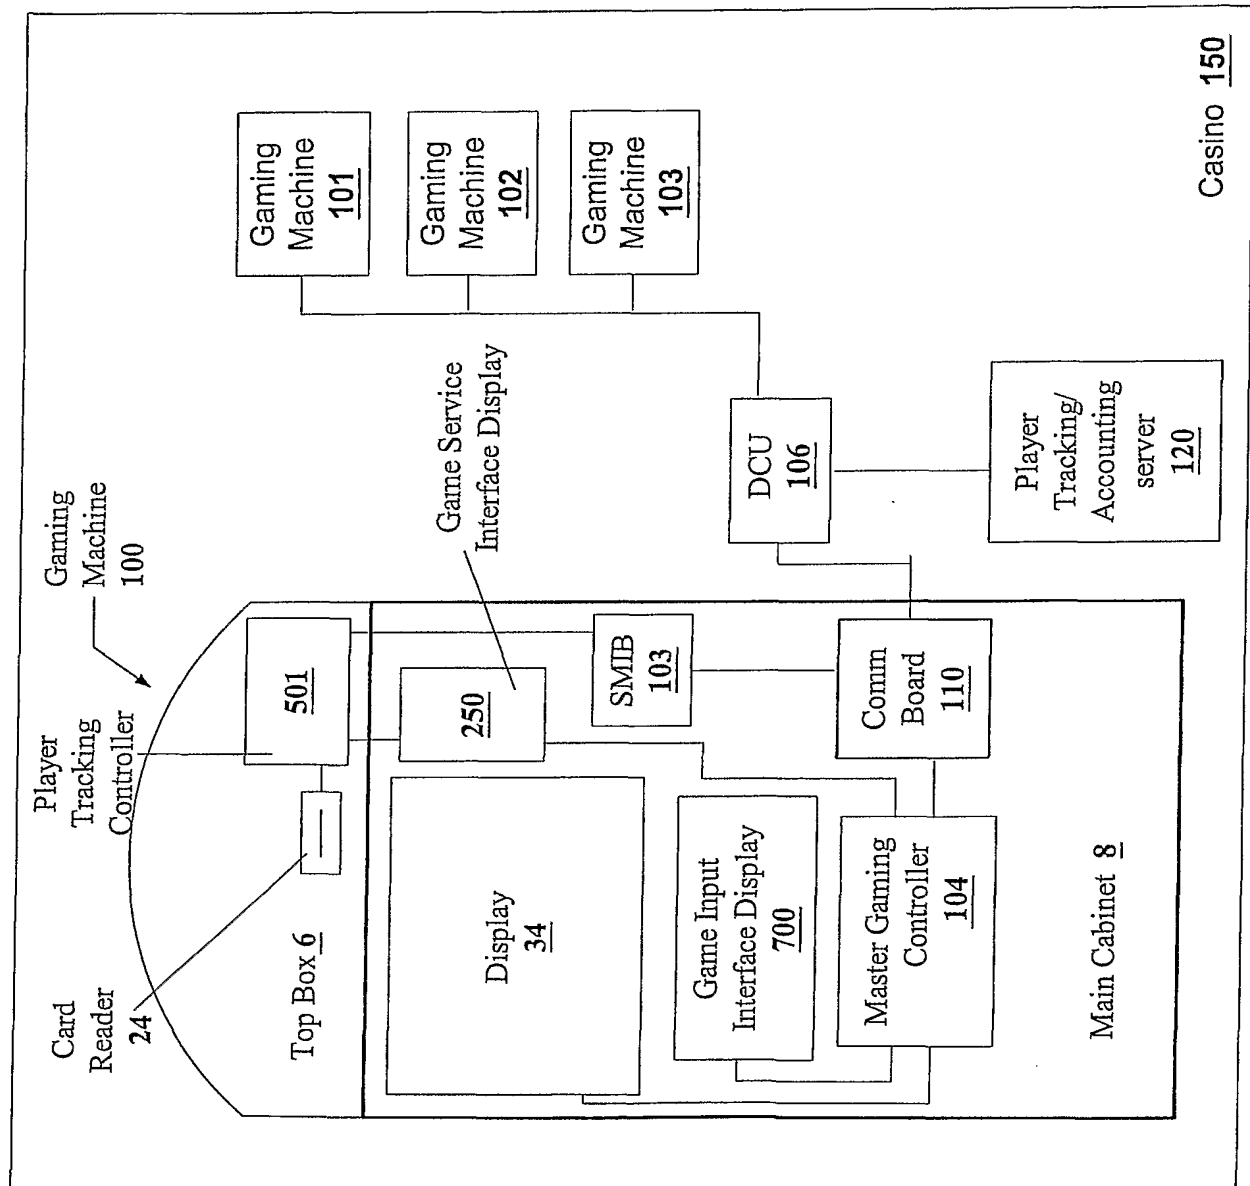 Gaming
Machine
100
Player
Tracking
Controller
Card
Reader
24
Top Box 6
501
250
Game Service
Interface Display
Display
34
SMIB
103
Game Input
Interface Display
700
Master Gaming
Controller
104
Comm
Board
110
Main Cabinet 8
Gaming
Machine
101
Gaming
Machine
102
Gaming
Machine
103
DCU
106
Player
Tracking/
Accounting
server
120
Casino 150